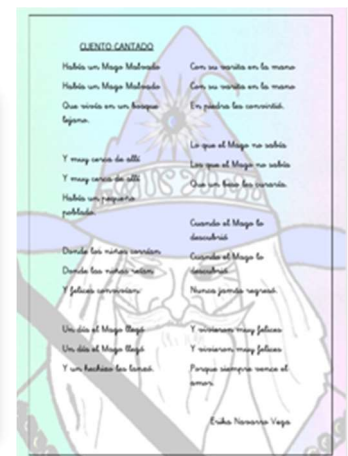 CUENTO CANTADO
Había un Mago Malvado
Había un Mago Malvado
Que vivía en un bosque
lejano.
Y muy cerca de allí
Y muy cerca de allí
Había un pequeño
poblado.
Donde los niños corrían
Donde las niñas reían
Y felices convivían.
Un día el Mago llegó
Un día el Mago llegó
Y un hechizo les lanzó.
Con su varita en la mano
Con su varita en la mano
En piedra les convirtió.
Lo que el Mago no sabía
Los que el Mago no sabía
Que un beso les curaría.
Cuando el Mago lo
descubrió
Cuando el Mago lo
descubrió
Nunca jamás regresó.
Y vivieron muy felices
Y vivieron muy felices
Porque siempre vence el
amor.
Erika Navarro Vega